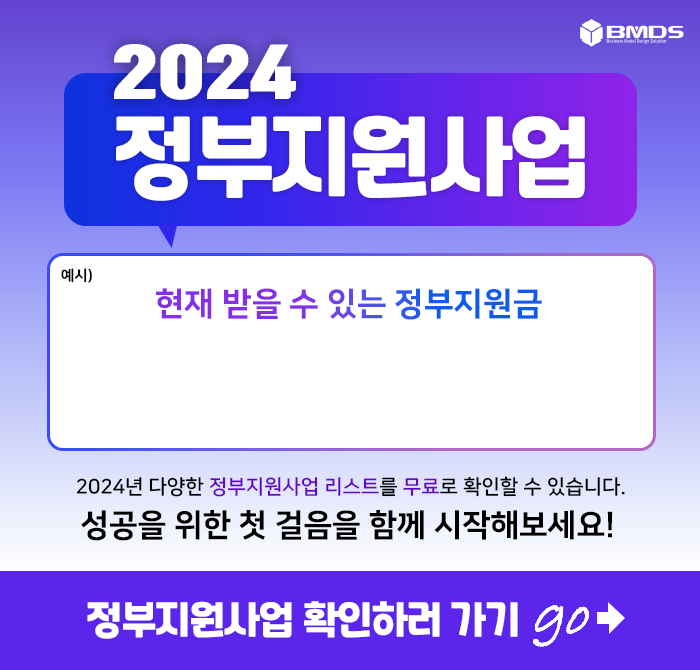 BMDS
Business Model Design Solution
2024
정부지원사업
예시)
현재 받을 수 있는 정부지원금
2024년 다양한 정부지원사업 리스트를 무료로 확인할 수 있습니다.
성공을 위한 첫 걸음을 함께 시작해보세요!
정부지원사업 확인하러 가기 go